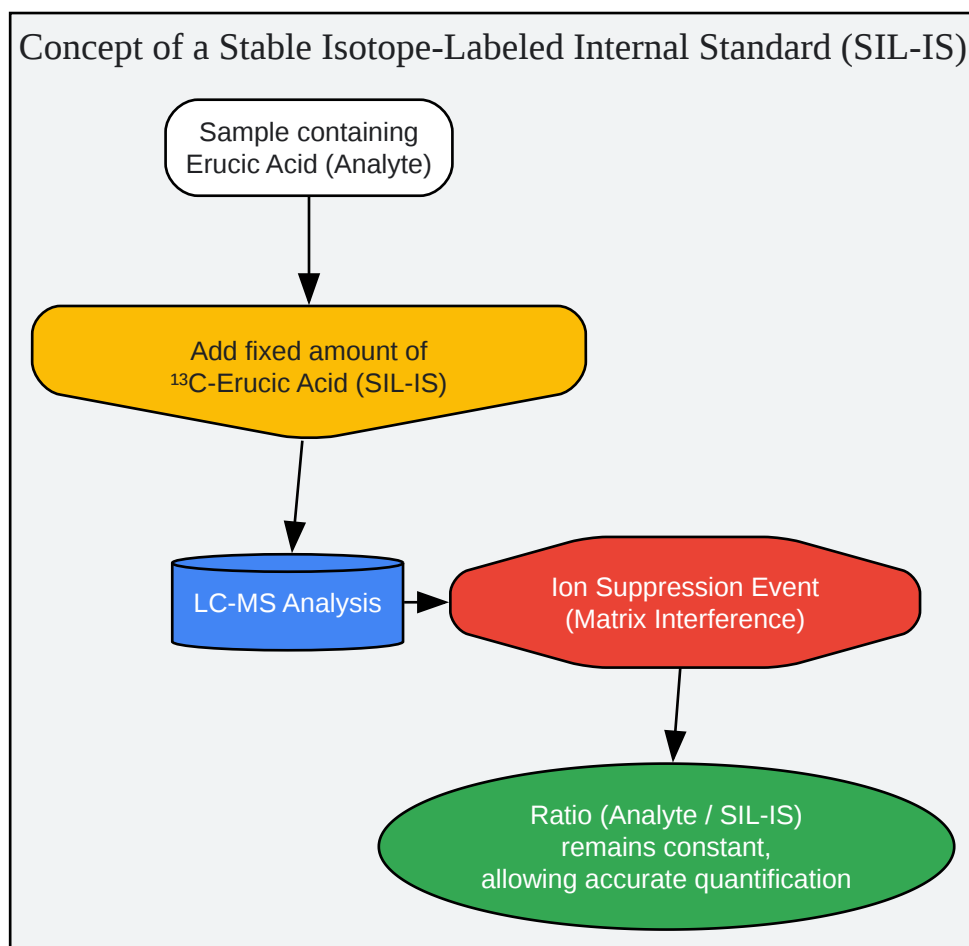 Concept of a Stable Isotope-Labeled Internal Standard (SIL-IS)
Sample containing
Erucic Acid (Analyte)
Add fixed amount of
¹³C-Erucic Acid (SIL-IS)
LC-MS Analysis
Ion Suppression Event
(Matrix Interference)
Ratio (Analyte / SIL-IS)
remains constant,
allowing accurate quantification